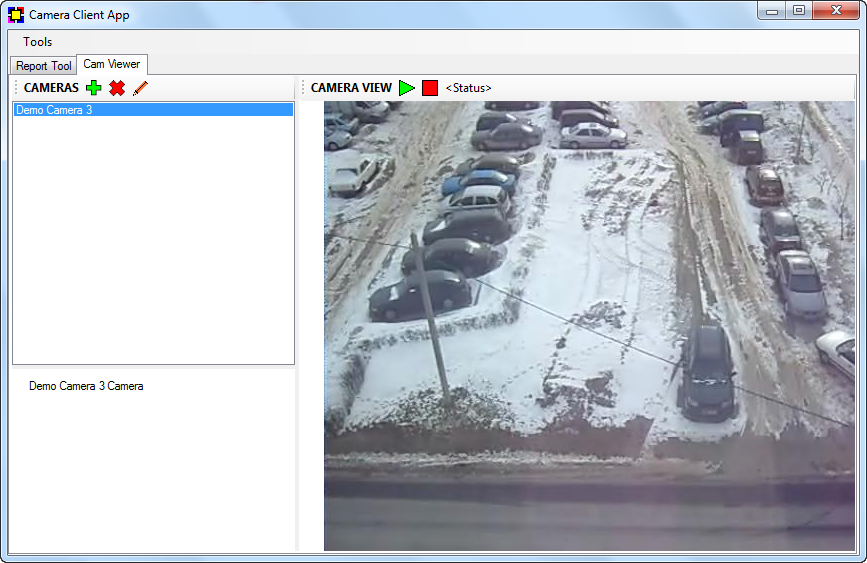 Camera Client App
Tools
Report Tool Cam Viewer
CAMERAS
CAMERA VIEW <Status>
Demo Camera 3
Demo Camera 3 Camera